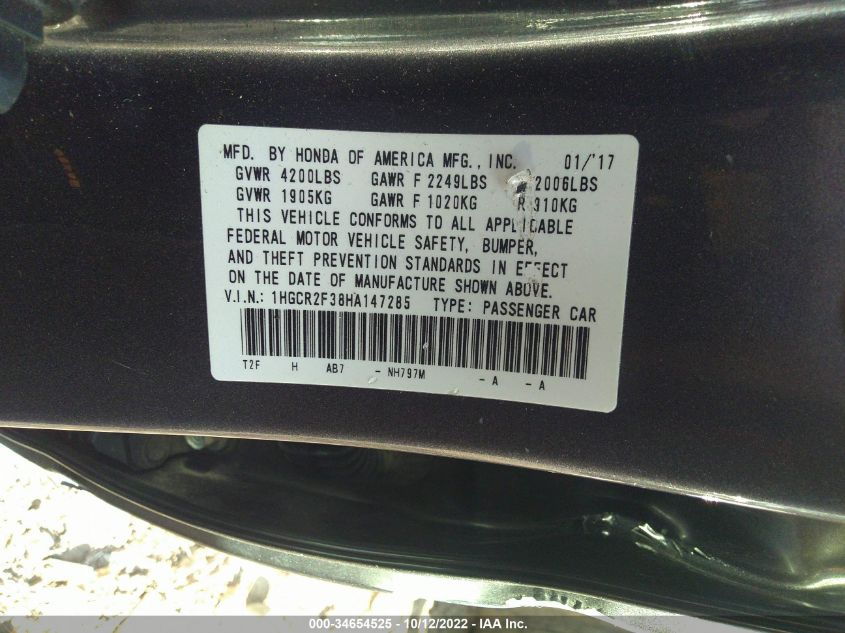 MFD. BY HONDA OF AMERICA MFG., INC. 01/'17
GVWR 4200LBS GAWR F 2249LBS 2006LBS
GVWR 1905KG GAWR F 1020KG R 910KG
THIS VEHICLE CONFORMS TO ALL APPLICABLE
FEDERAL MOTOR VEHICLE SAFETY, BUMPER,
AND THEFT PREVENTION STANDARDS IN EFFECT
ON THE DATE OF MANUFACTURE SHOWN ABOVE.
V.I.N.: 1HGCR2F38HA147285 TYPE: PASSENGER CAR
T2F H AB7 - NH797M - A - A
000-34654525 - 10/12/2022 - IAA Inc.